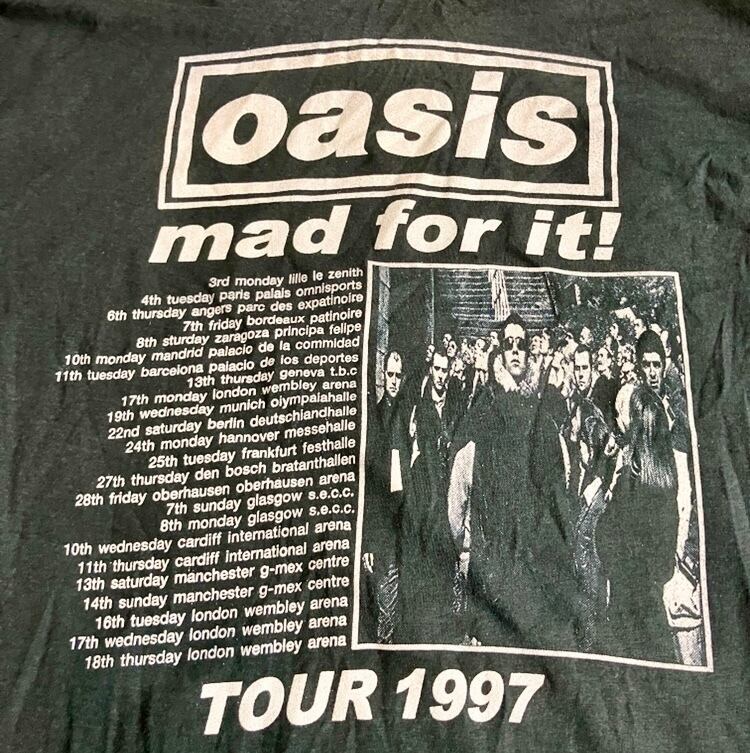 oasis
mad for it!
3rd monday lille le zenith
4th tuesday paris palais omnisports
6th thursday angers parc des expatinoire
7th friday bordeaux patinoire
8th sturday zaragoza principa felipe
10th monday mandrid palacio de la commidad
11th tuesday barcelona palacio de los deportes
13th thursday geneva t.b.c
17th monday london wembley arena
19th wednesday munich olympaiahalle
22nd saturday berlin deutschlandhalle
24th monday hannover messehalle
25th tuesday frankfurt festhalle
27th thursday den bosch bratanthallen
28th friday oberhausen oberhausen arena
7th sunday glasgow s.e.c.c.
8th monday glasgow s.e.c.c.
10th wednesday cardiff international arena
11th thursday cardiff international arena
13th saturday manchester g-mex centre
14th sunday manchester g-mex centre
16th tuesday london wembley arena
17th wednesday london wembley arena
18th thursday london wembley arena
TOUR 1997